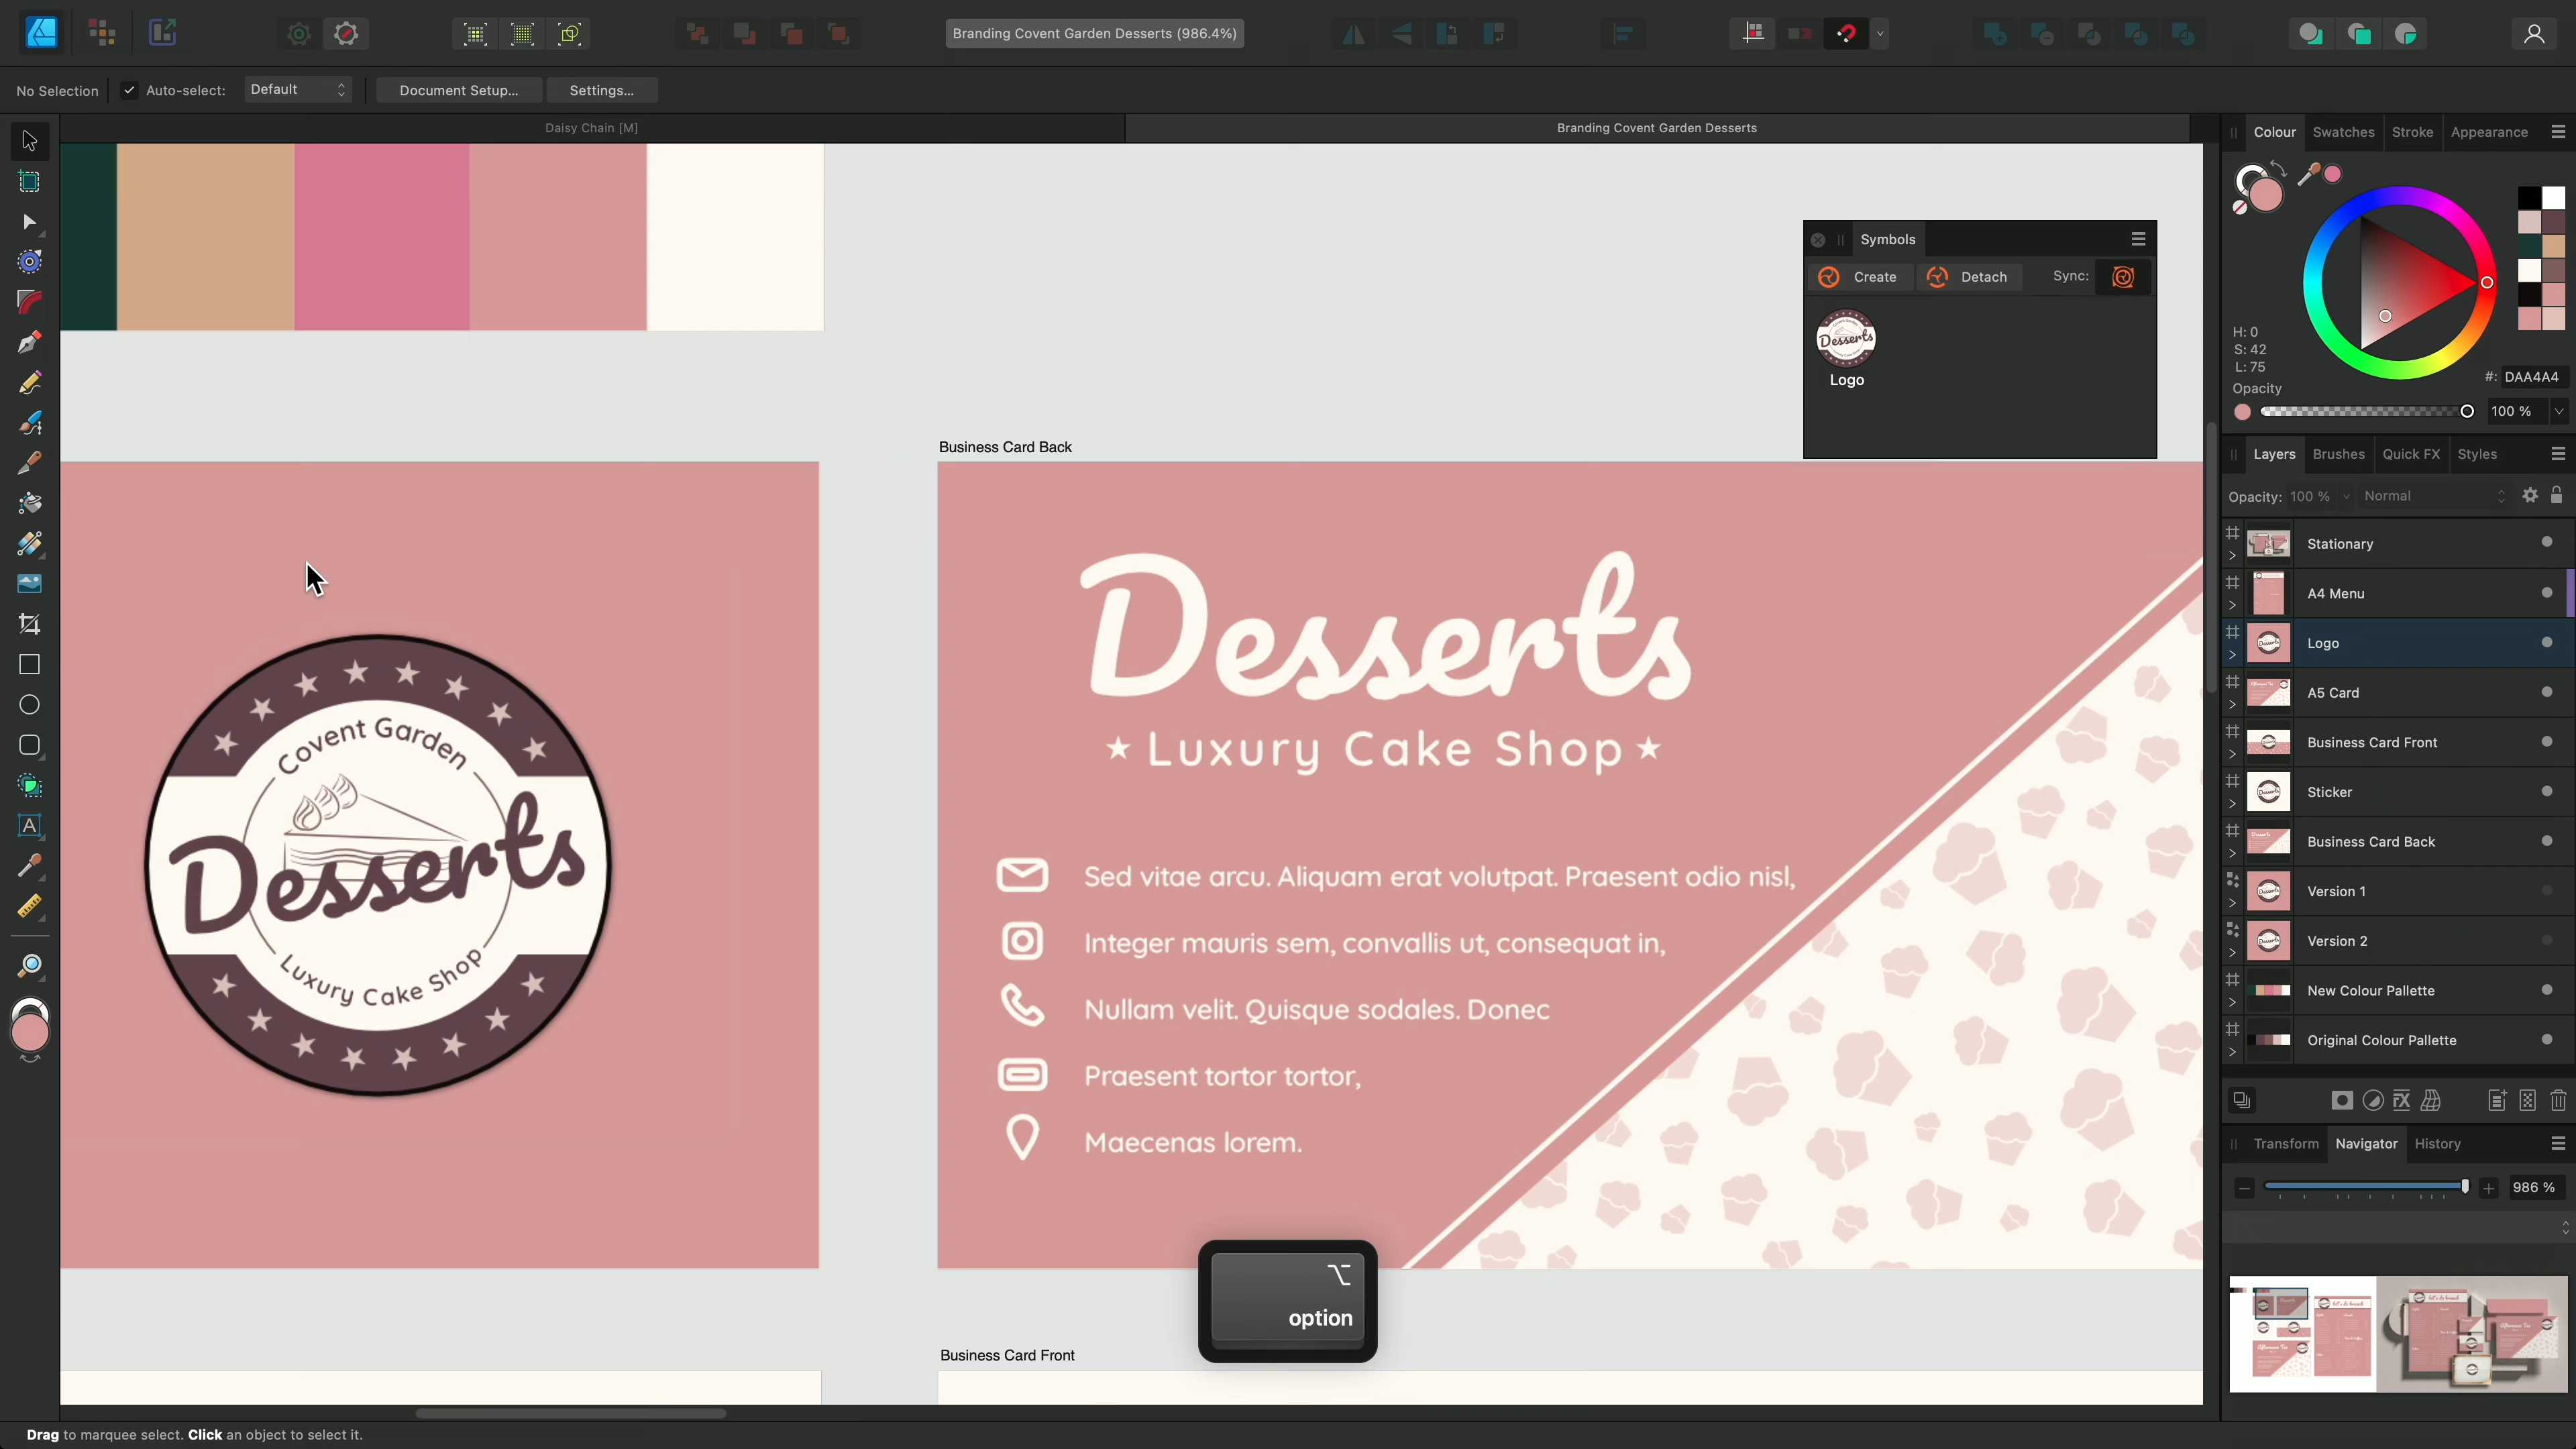 Branding Covent Garden Desserts (986.4%)
No Selection
Auto-select:
Default
Document Setup...
Settings...
Daisy Chain [M]
Branding Covent Garden Desserts
Colour
Swatches
Stroke
Appearance
H: 0
S: 42
L: 75
#: DAA4A4
Opacity
100 %
Symbols
Create
Detach
Sync:
Covent Garden
Desserts
Luxury Cake Shop
Logo
Business Card Back
Desserts
Luxury Cake Shop
Sed vitae arcu. Aliquam erat volutpat. Praesent odio nisl,
Integer mauris sem, convallis ut, consequat in,
Nullam velit. Quisque sodales. Donec
Praesent tortor tortor,
Maecenas lorem.
Covent Garden
Desserts
Luxury Cake Shop
option
Business Card Front
Layers
Brushes
Quick FX
Styles
Opacity: 100 %
Normal
Stationary
A4 Menu
Logo
A5 Card
Business Card Front
Sticker
Business Card Back
Version 1
Version 2
New Colour Pallette
Original Colour Pallette
Transform
Navigator
History
986 %
Drag to marquee select. Click an object to select it.